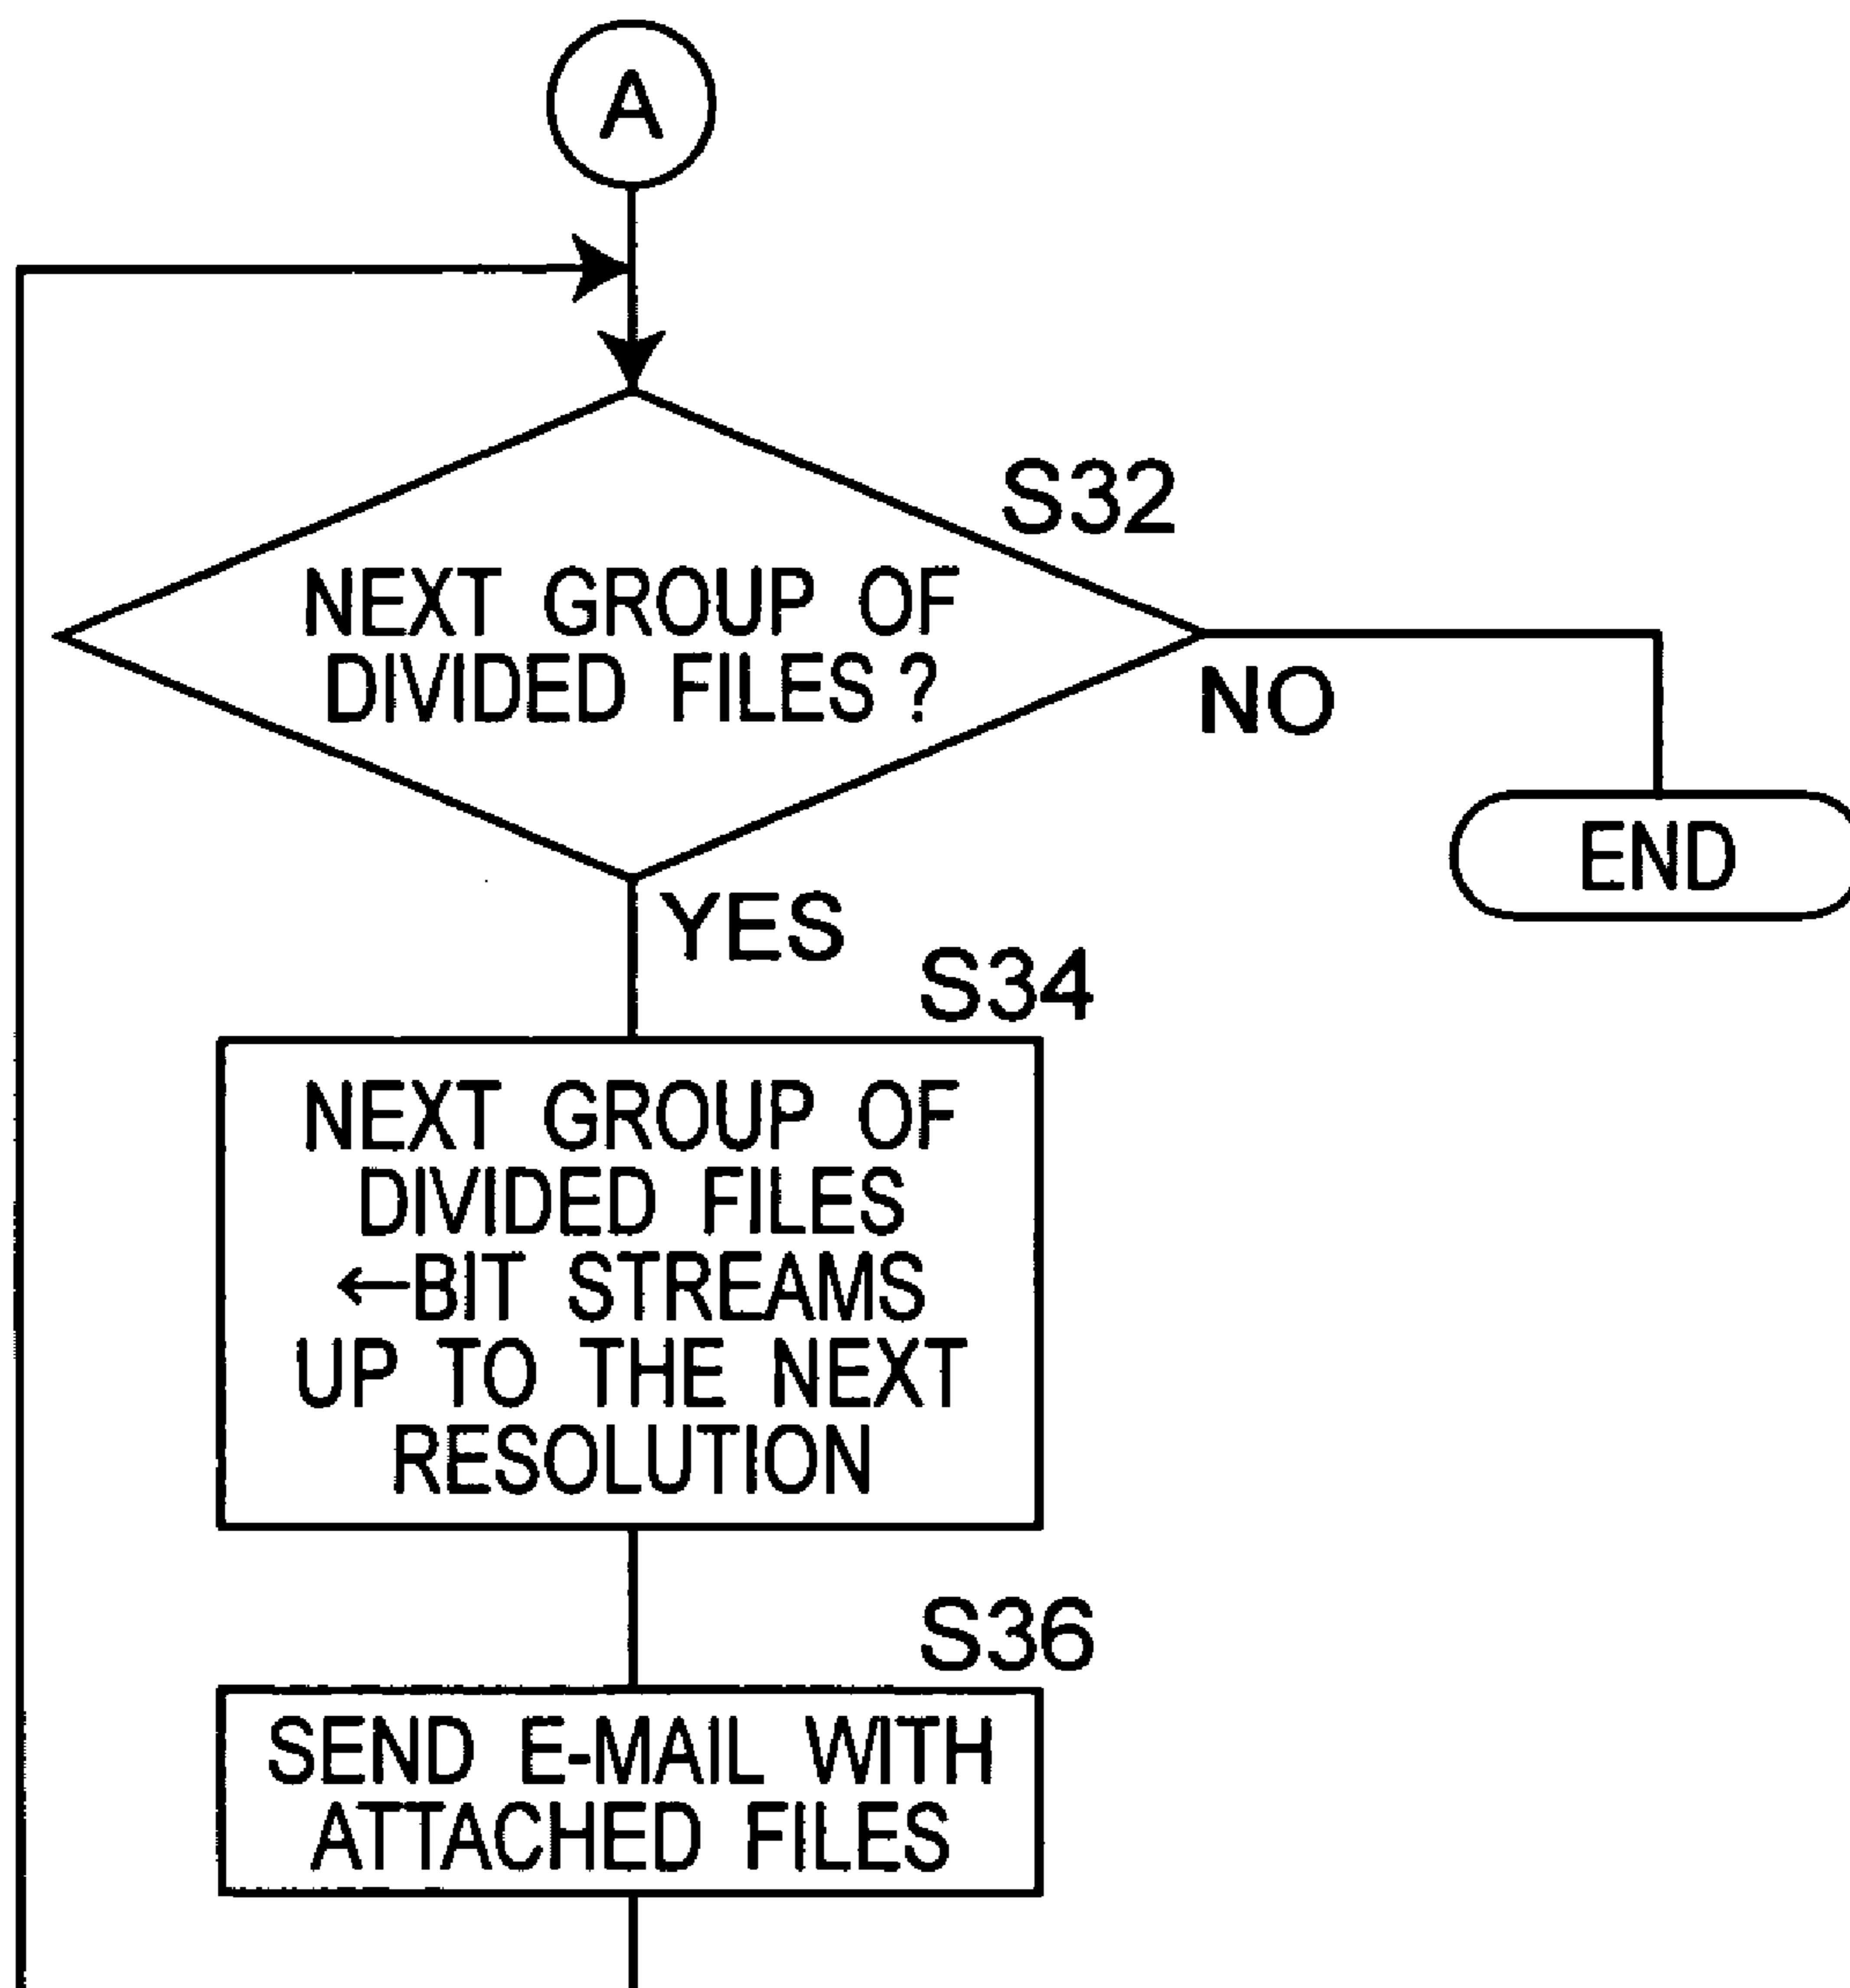 A
S32
NEXT GROUP OF
DIVIDED FILES?
NO
END
YES
S34
NEXT GROUP OF
DIVIDED FILES
←BIT STREAMS
UP TO THE NEXT
RESOLUTION
S36
SEND E-MAIL WITH
ATTACHED FILES